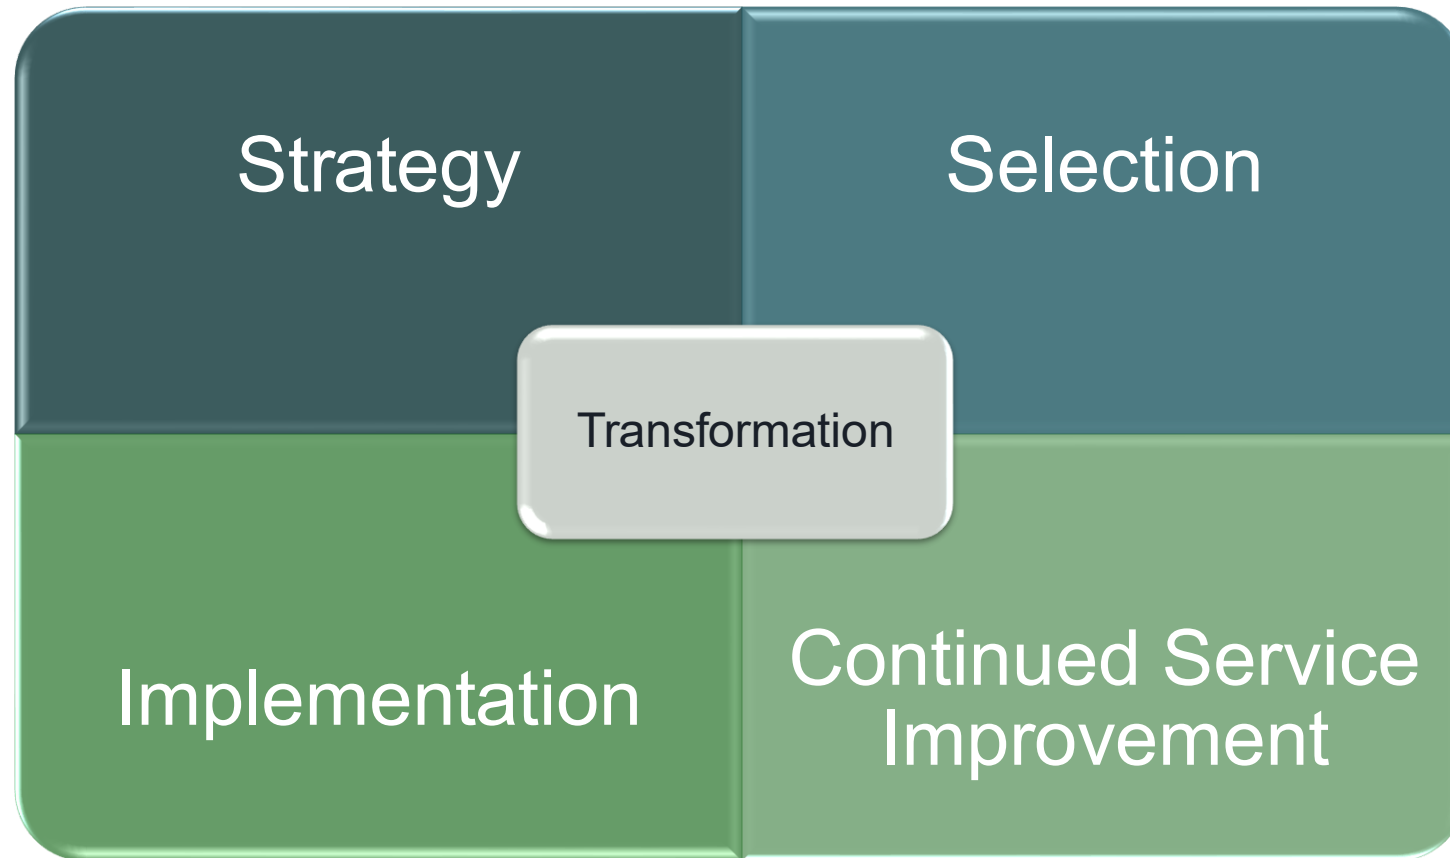 Strategy
Selection
Transformation
Implementation
Continued Service
Improvement